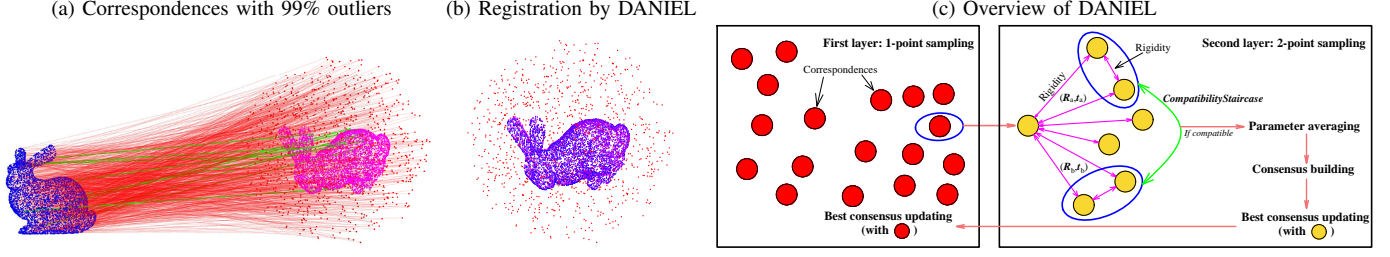 (a) Correspondences with 99% outliers
(b) Registration by DANIEL
(c) Overview of DANIEL
First layer: 1-point sampling
Correspondences
Best consensus updating
(with )
Second layer: 2-point sampling
Rigidity
Rigidity
(Ra,ta)
CompatibilityStaircase
If compatible
Parameter averaging
(Rb,tb)
Consensus building
Best consensus updating
(with )